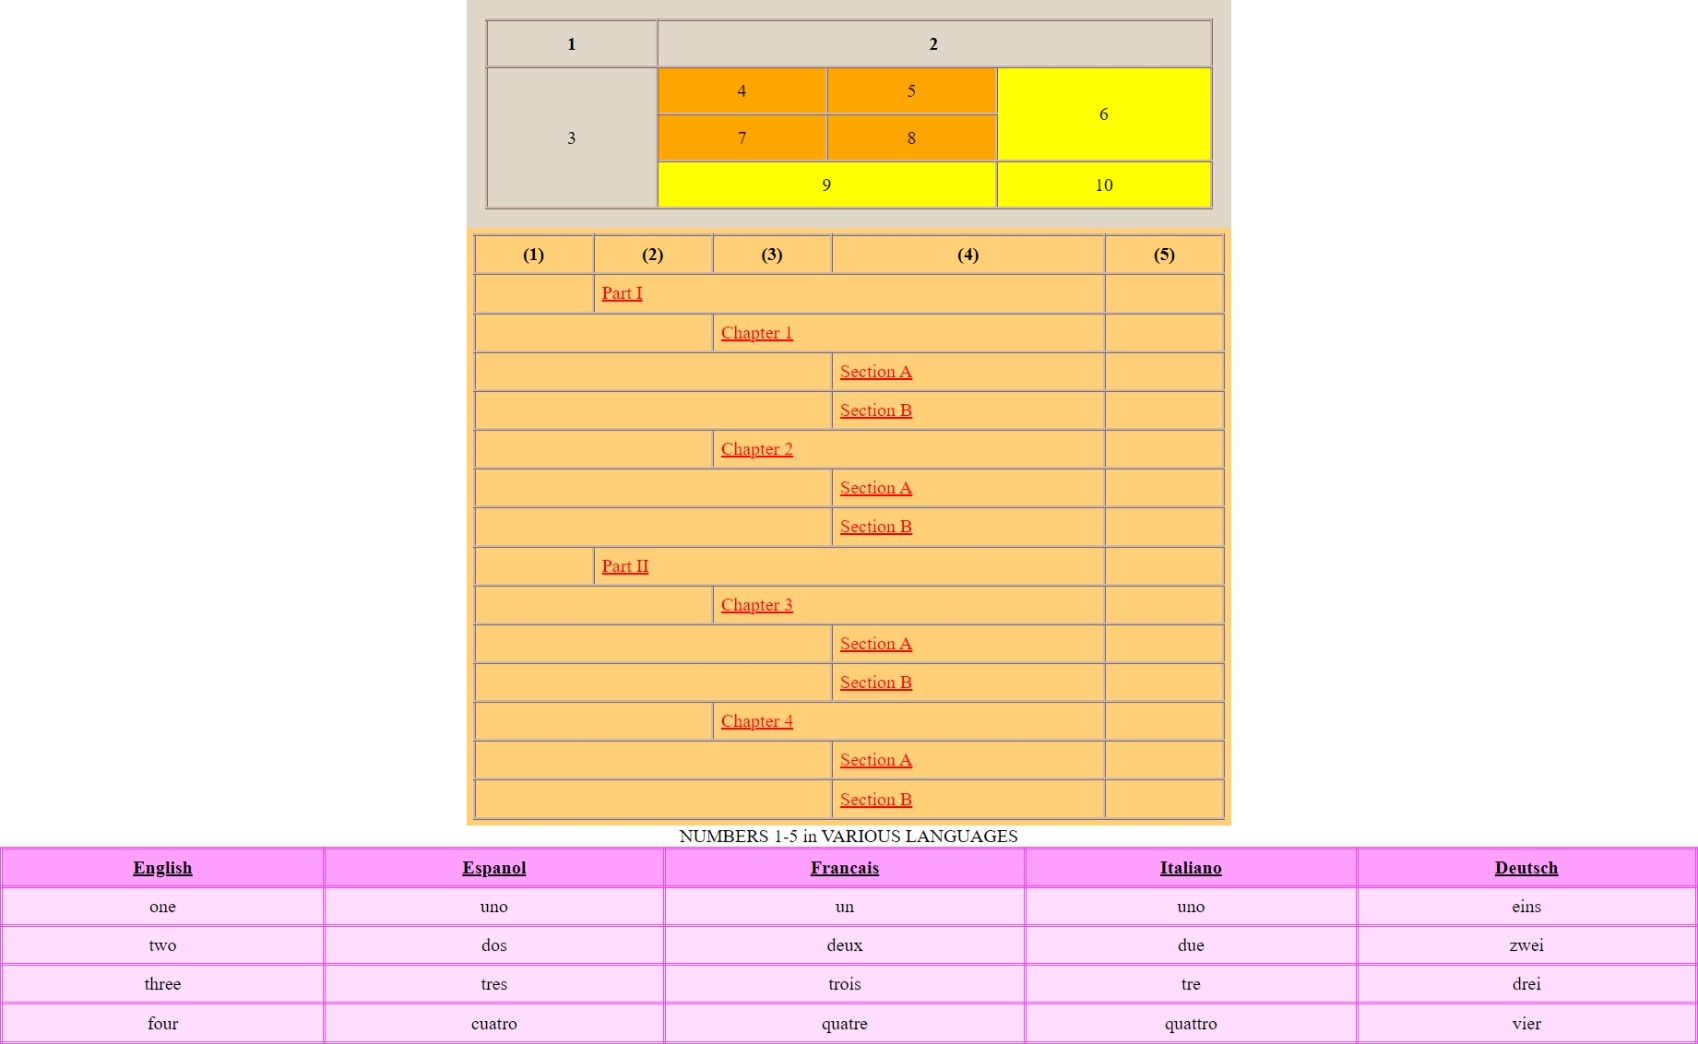 1 2
4 5
6
3 7 8
9 10
(1) (2) (3) (4) (5)
Part I
Chapter 1
Section A
Section B
Chapter 2
Section A
Section B
Part II
Chapter 3
Section A
Section B
Chapter 4
Section A
Section B
NUMBERS 1-5 in VARIOUS LANGUAGES
English Espanol Francais Italiano Deutsch
one uno un uno eins
two dos deux due zwei
three tres trois tre drei
four cuatro quatre quattro vier